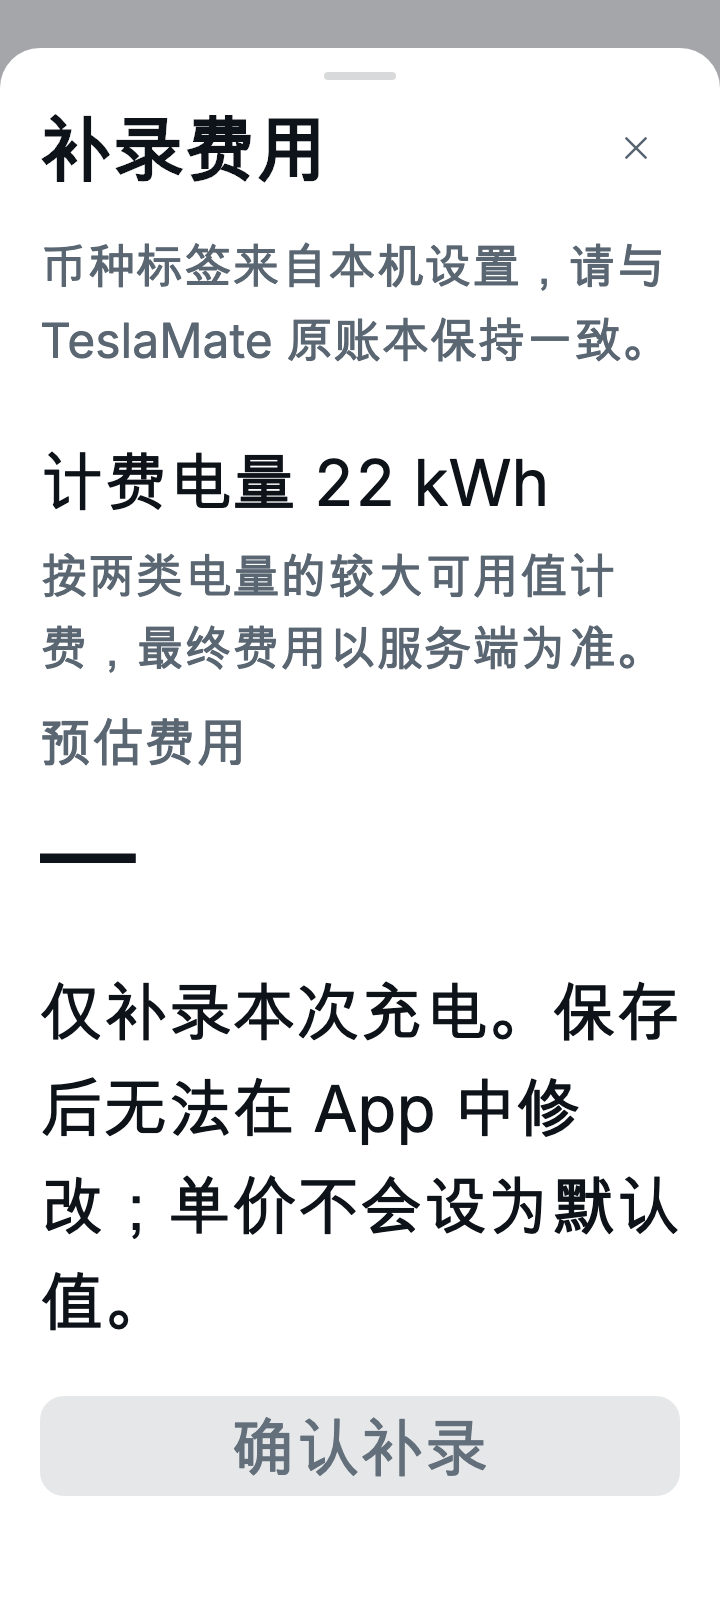 补录费用
币种标签来自本机设置，请与
TeslaMate 原账本保持一致。
计费电量 22 kWh
按两类电量的较大可用值计
费，最终费用以服务端为准。
预估费用
—
仅补录本次充电。保存
后无法在 App 中修
改；单价不会设为默认
值。
确认补录